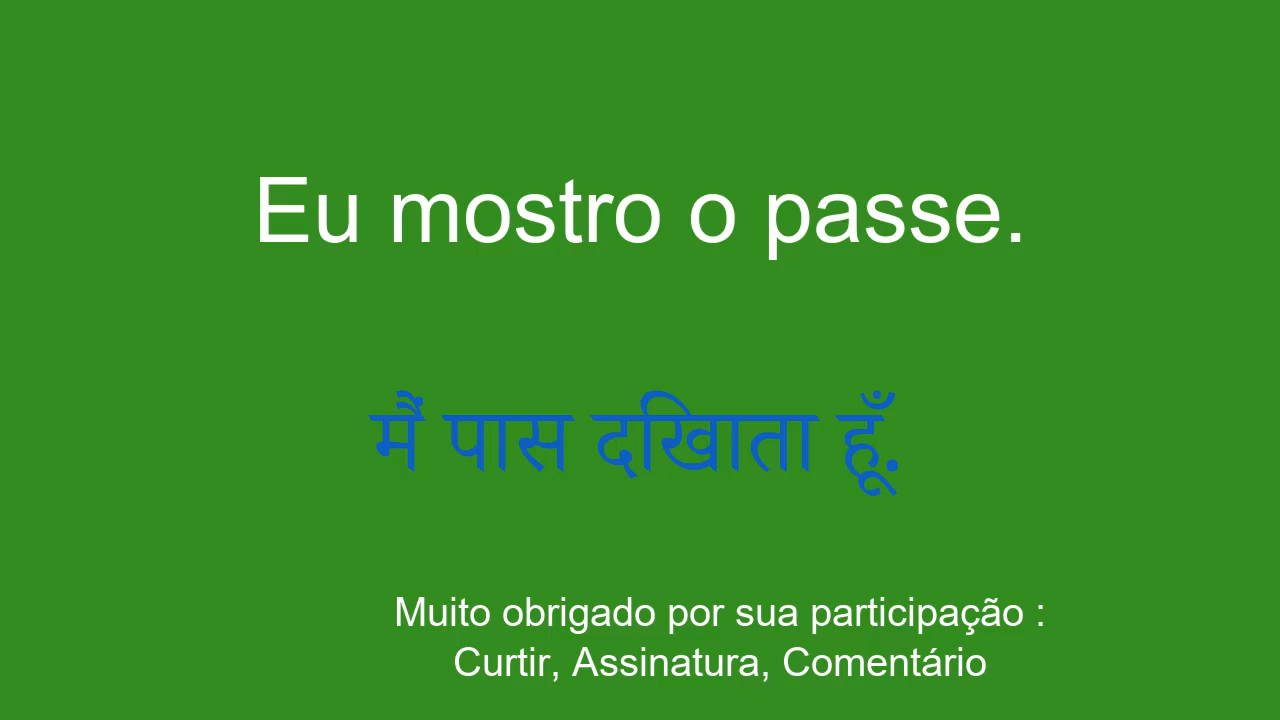 Eu mostro o passe.
मैं पास दिखाता हूँ.
Muito obrigado por sua participação :
Curtir, Assinatura, Comentário